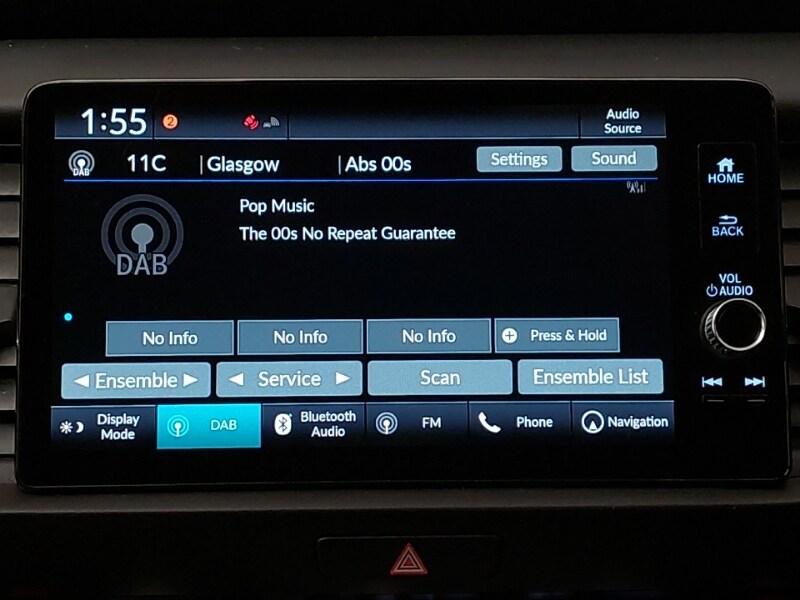 1:55
2
Audio
Source
DAB
11C
Glasgow
Abs 00s
Settings
Sound
HOME
Pop Music
The 00s No Repeat Guarantee
DAB
BACK
VOL
AUDIO
No Info
No Info
No Info
Press & Hold
Ensemble
Service
Scan
Ensemble List
Display
Mode
DAB
Bluetooth
Audio
FM
Phone
Navigation